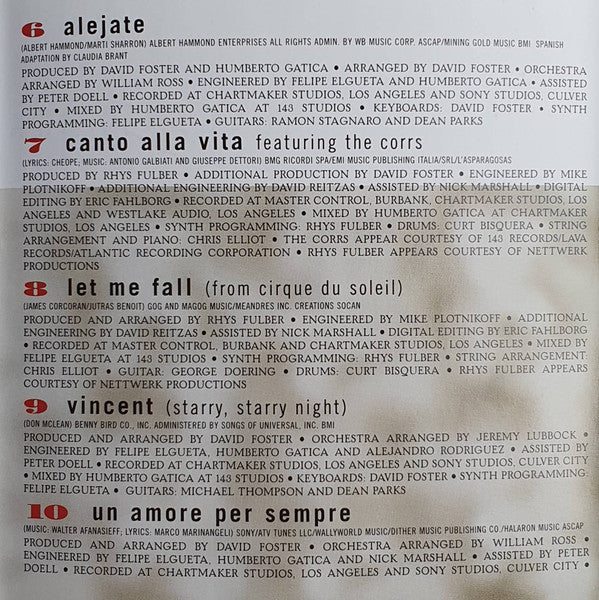 6 alejate
(ALBERT HAMMOND/MARTI SHARRON) ALBERT HAMMOND ENTERPRISES ALL RIGHTS ADMIN. BY WB MUSIC CORP. ASCAP/MINING GOLD MUSIC BMI SPANISH
ADAPTATION BY CLAUDIA BRANT
PRODUCED BY DAVID FOSTER AND HUMBERTO GATICA • ARRANGED BY DAVID FOSTER • ORCHESTRA
ARRANGED BY WILLIAM ROSS • ENGINEERED BY FELIPE ELGUETA AND HUMBERTO GATICA • ASSISTED
BY PETER DOELL • RECORDED AT CHARTMAKER STUDIOS, LOS ANGELES AND SONY STUDIOS, CULVER
CITY • MIXED BY HUMBERTO GATICA AT 143 STUDIOS • KEYBOARDS: DAVID FOSTER • SYNTH
PROGRAMMING: FELIPE ELGUETA • GUITARS: RAMON STAGNARO AND DEAN PARKS
7 canto alla vita featuring the corrs
(LYRICS: CHEOPE; MUSIC: ANTONIO GALBIATI AND GIUSEPPE DETTORI) BMG RICORDI SPA/EMI MUSIC PUBLISHING ITALIA/SRL/L'ASPARAGOSAS
PRODUCED BY RHYS FULBER • ADDITIONAL PRODUCTION BY DAVID FOSTER • ENGINEERED BY MIKE
PLOTNIKOFF • ADDITIONAL ENGINEERING BY DAVID REITZAS • ASSISTED BY NICK MARSHALL • DIGITAL
EDITING BY ERIC FAHLBORG • RECORDED AT MASTER CONTROL, BURBANK, CHARTMAKER STUDIOS, LOS
ANGELES AND WESTLAKE AUDIO, LOS ANGELES • MIXED BY HUMBERTO GATICA AT CHARTMAKER
STUDIOS, LOS ANGELES • SYNTH PROGRAMMING: RHYS FULBER • DRUMS: CURT BISQUERA • STRING
ARRANGEMENT AND PIANO: CHRIS ELLIOT • THE CORRS APPEAR COURTESY OF 143 RECORDS/LAVA
RECORDS/ATLANTIC RECORDING CORPORATION • RHYS FULBER APPEARS COURTESY OF NETTWERK
PRODUCTIONS
8 let me fall (from cirque du soleil)
(JAMES CORCORAN/JUTRAS BENOIT) GOG AND MAGOG MUSIC/MEANDRES INC. CREATIONS SOCAN
PRODUCED AND ARRANGED BY RHYS FULBER • ENGINEERED BY MIKE PLOTNIKOFF • ADDITIONAL
ENGINEERING BY DAVID REITZAS • ASSISTED BY NICK MARSHALL • DIGITAL EDITING BY ERIC FAHLBORG
• RECORDED AT MASTER CONTROL, BURBANK AND CHARTMAKER STUDIOS, LOS ANGELES • MIXED BY
FELIPE ELGUETA AT 143 STUDIOS • SYNTH PROGRAMMING: RHYS FULBER • STRING ARRANGEMENT:
CHRIS ELLIOT • GUITAR: GEORGE DOERING • DRUMS: CURT BISQUERA • RHYS FULBER APPEARS
COURTESY OF NETTWERK PRODUCTIONS
9 vincent (starry, starry night)
(DON MCLEAN) BENNY BIRD CO., INC. ADMINISTERED BY SONGS OF UNIVERSAL, INC. BMI
PRODUCED AND ARRANGED BY DAVID FOSTER • ORCHESTRA ARRANGED BY JEREMY LUBBOCK •
ENGINEERED BY FELIPE ELGUETA, HUMBERTO GATICA AND ALEJANDRO RODRIGUEZ • ASSISTED BY
PETER DOELL • RECORDED AT CHARTMAKER STUDIOS, LOS ANGELES AND SONY STUDIOS, CULVER CITY
• MIXED BY HUMBERTO GATICA AT 143 STUDIOS • KEYBOARDS: DAVID FOSTER • SYNTH PROGRAMMING:
FELIPE ELGUETA • GUITARS: MICHAEL THOMPSON AND DEAN PARKS
10 un amore per sempre
(MUSIC: WALTER AFANASIEFF; LYRICS: MARCO MARINANGELI) SONY/ATV TUNES LLC/WALLYWORLD MUSIC/DITHER MUSIC PUBLISHING CO./HALARON MUSIC ASCAP
PRODUCED AND ARRANGED BY DAVID FOSTER • ORCHESTRA ARRANGED BY WILLIAM ROSS •
ENGINEERED BY FELIPE ELGUETA, HUMBERTO GATICA AND NICK MARSHALL • ASSISTED BY PETER
DOELL • RECORDED AT CHARTMAKER STUDIOS, LOS ANGELES AND SONY STUDIOS, CULVER CITY •